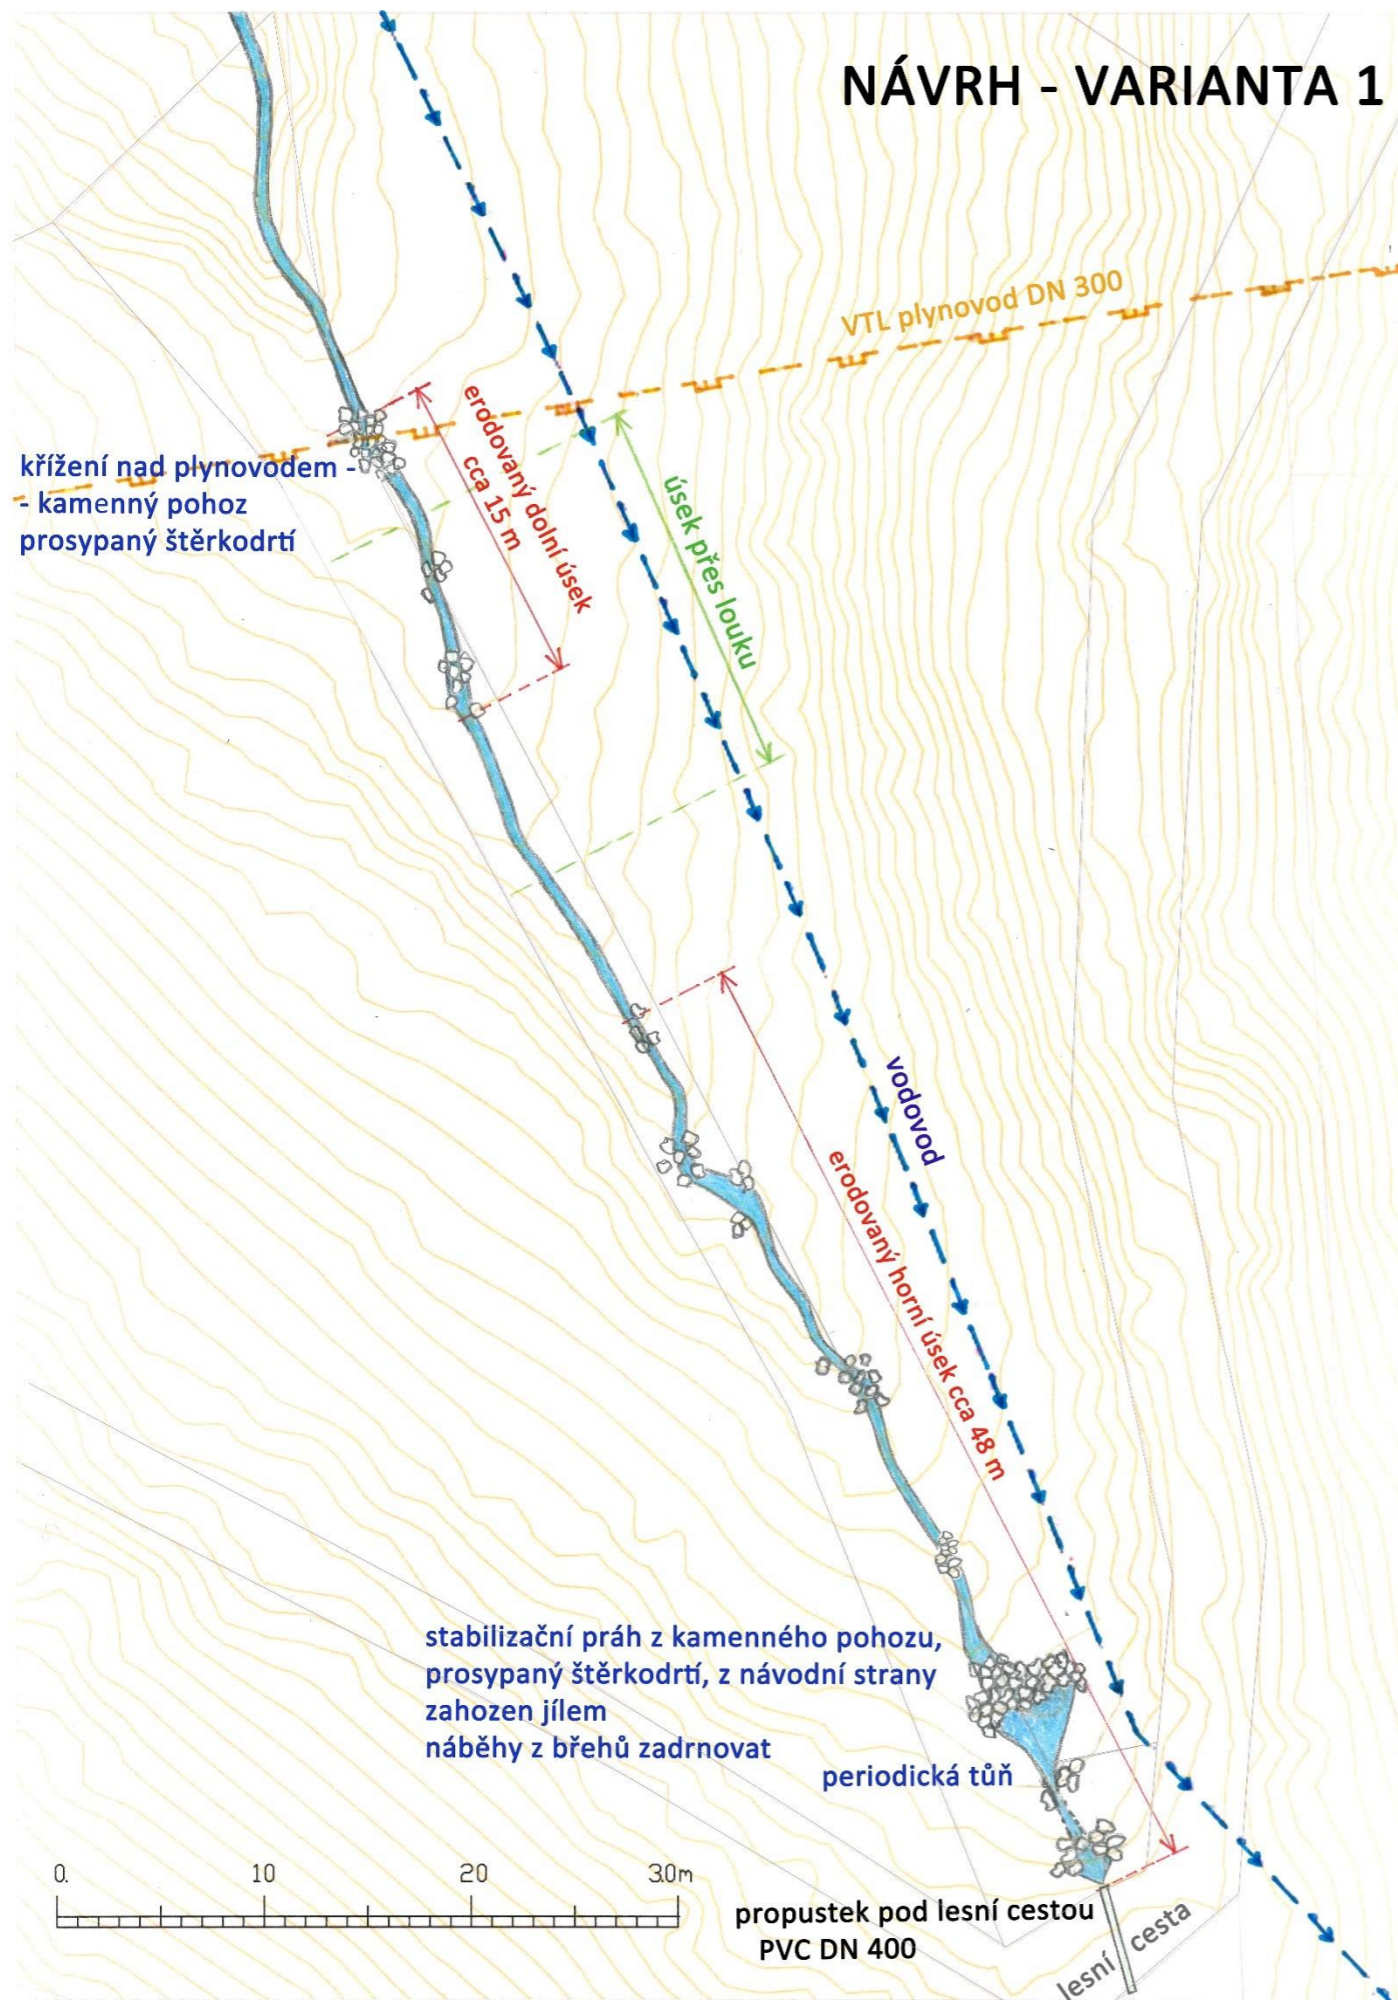 NÁVRH - VARIANTA 1
VTL plynovod DN 300
erodovaný dolní úsek
cca 15 m
křížení nad plynovodem -
- kamenný pohoz
prosypaný štěrkodrtí
úsek přes louku
vodovod
erodovaný horní úsek cca 48 m
stabilizační práh z kamenného pohozu,
prosypaný štěrkodrtí, z návodní strany
zahozen jílem
náběhy z břehů zadrnovat
periodická tůň
0. 10 20 30m
propustek pod lesní cestou
PVC DN 400
lesní cesta